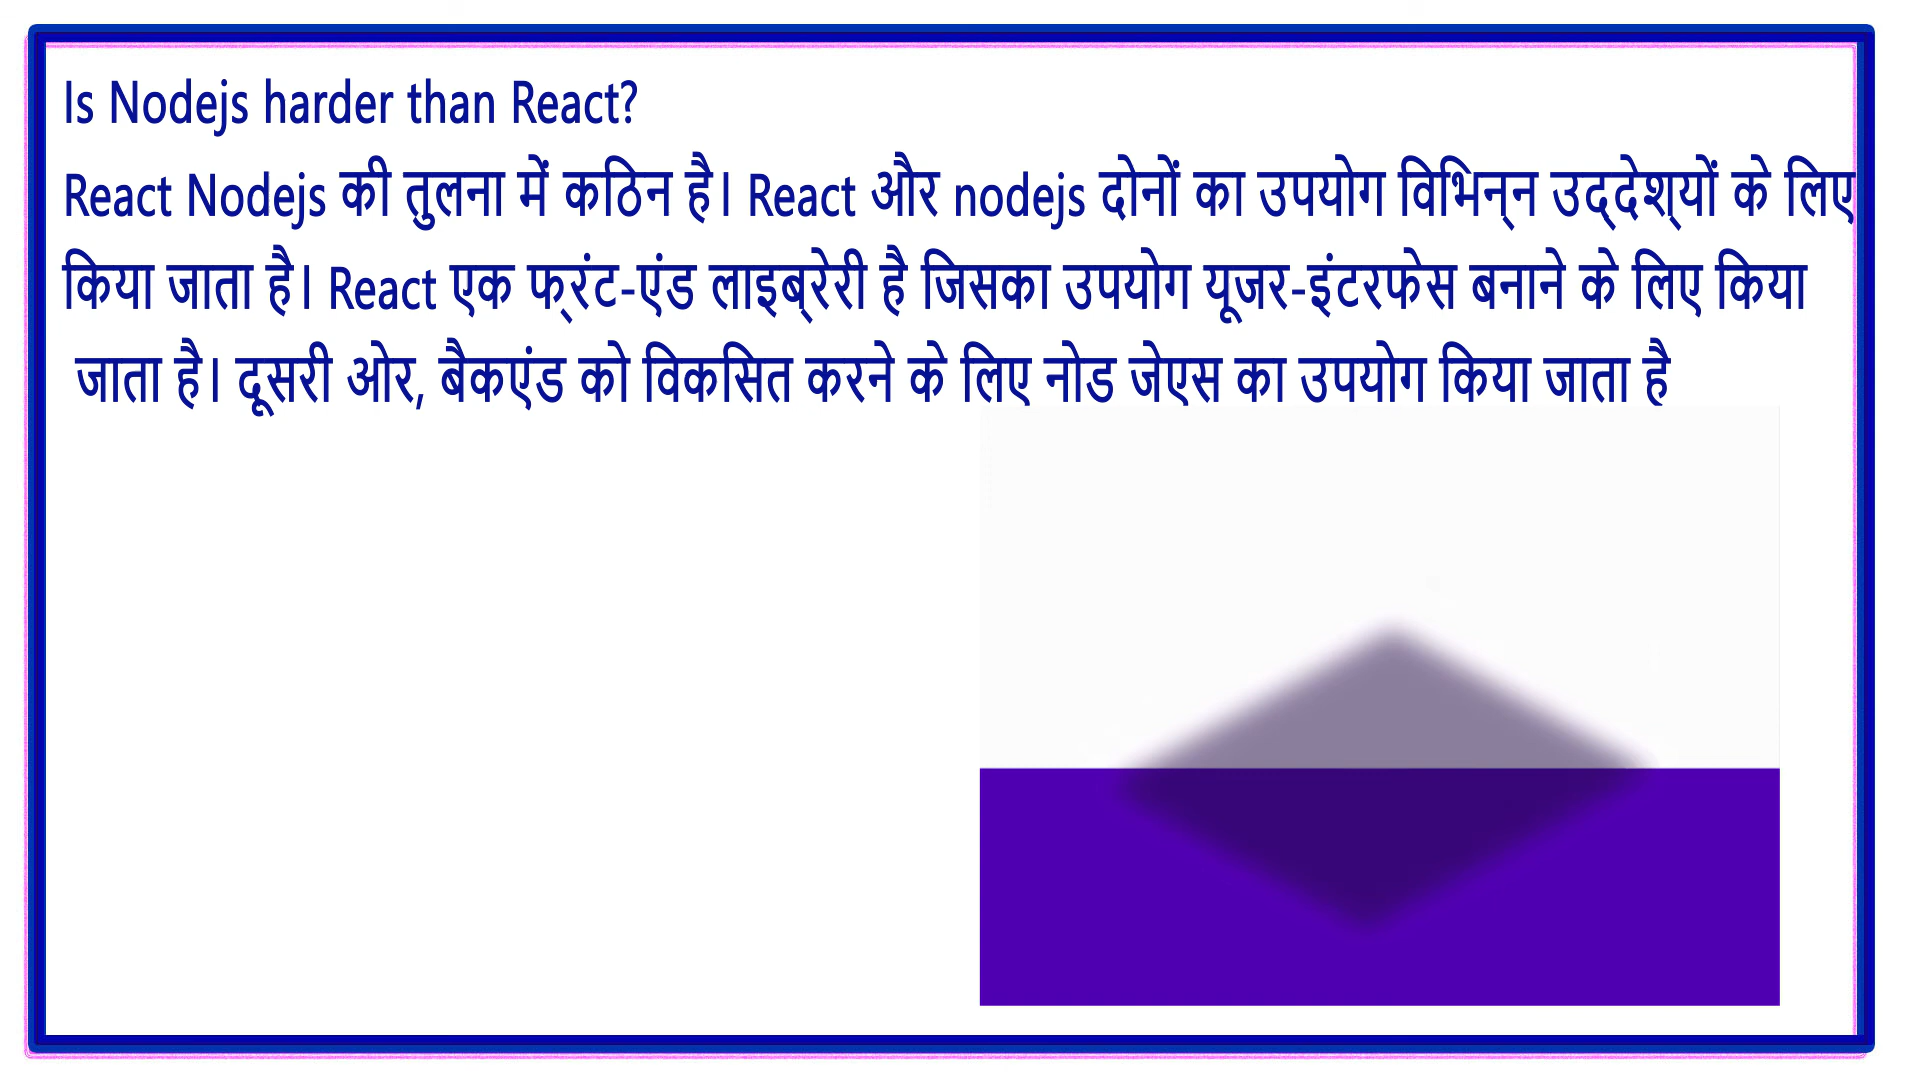 Is Nodejs harder than React?
React Nodejs की तुलना में कठिन है। React और nodejs दोनों का उपयोग विभिन्न उद्देश्यों के लिए
किया जाता है। React एक फ्रंट-एंड लाइब्रेरी है जिसका उपयोग यूजर-इंटरफेस बनाने के लिए किया
जाता है। दूसरी ओर, बैकएंड को विकसित करने के लिए नोड जेएस का उपयोग किया जाता है